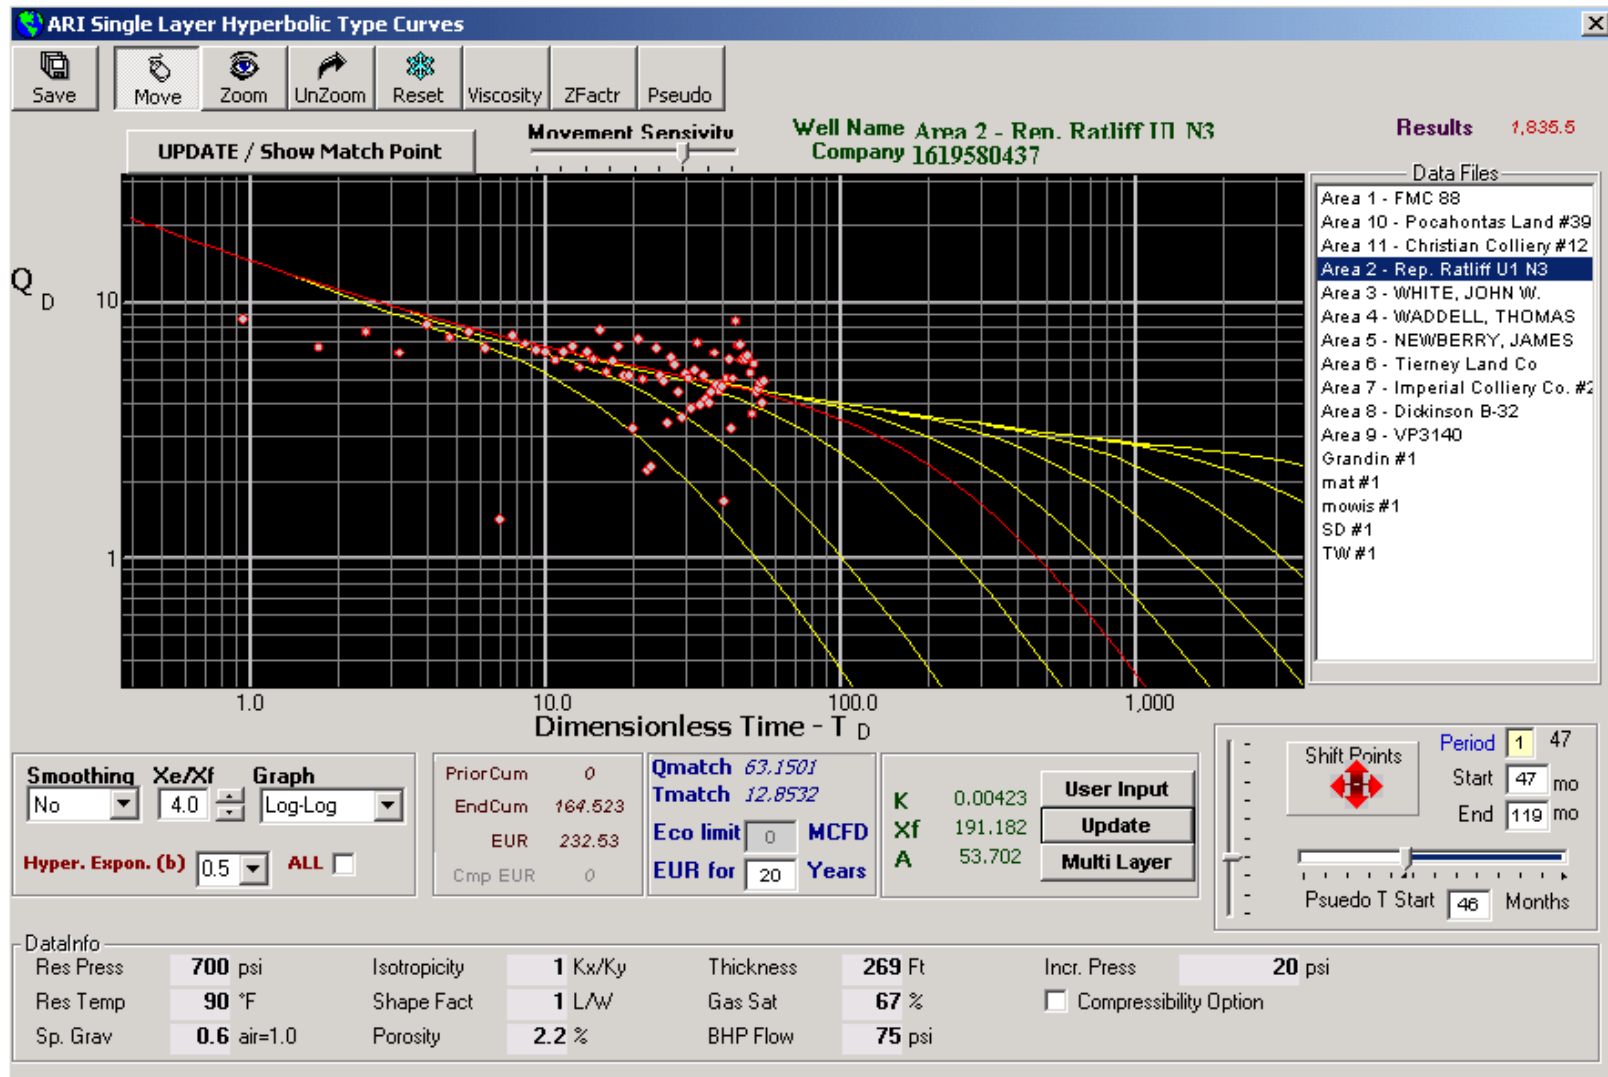 ARI Single Layer Hyperbolic Type Curves
Save Move Zoom UnZoom Reset Viscosity ZFactr Pseudo
UPDATE / Show Match Point
Movement Sensivity
Well Name Area 2 - Rep. Ratliff U1 N3
Company 1619580437
Results 1,835.5
Data Files
Area 1 - FMC 88
Area 10 - Pocahontas Land #39
Area 11 - Christian Colliery #12
Area 2 - Rep. Ratliff U1 N3
Area 3 - WHITE, JOHN W.
Area 4 - WADDELL, THOMAS
Area 5 - NEWBERRY, JAMES
Area 6 - Tierney Land Co
Area 7 - Imperial Colliery Co. #2
Area 8 - Dickinson B-32
Area 9 - VP3140
Grandin #1
mat #1
mowis #1
SD #1
TW #1
Q D
10
1
1.0 10.0 100.0 1,000
Dimensionless Time - T D
Smoothing Xe/Xf Graph
No 4.0 Log-Log
Hyper. Expon. (b) 0.5 ALL
PriorCum 0
EndCum 164.523
EUR 232.53
Cmp EUR 0
Qmatch 63.1501
Tmatch 12.8532
Eco limit 0 MCFD
EUR for 20 Years
K 0.00423
Xf 191.182
A 53.702
User Input
Update
Multi Layer
Shift Points
Period 1 47
Start 47 mo
End 119 mo
Psuedo T Start 46 Months
DataInfo
Res Press 700 psi Isotropicity 1 Kx/Ky Thickness 269 Ft Incr. Press 20 psi
Res Temp 90 °F Shape Fact 1 L/W Gas Sat 67 % Compressibility Option
Sp. Grav 0.6 air=1.0 Porosity 2.2 % BHP Flow 75 psi